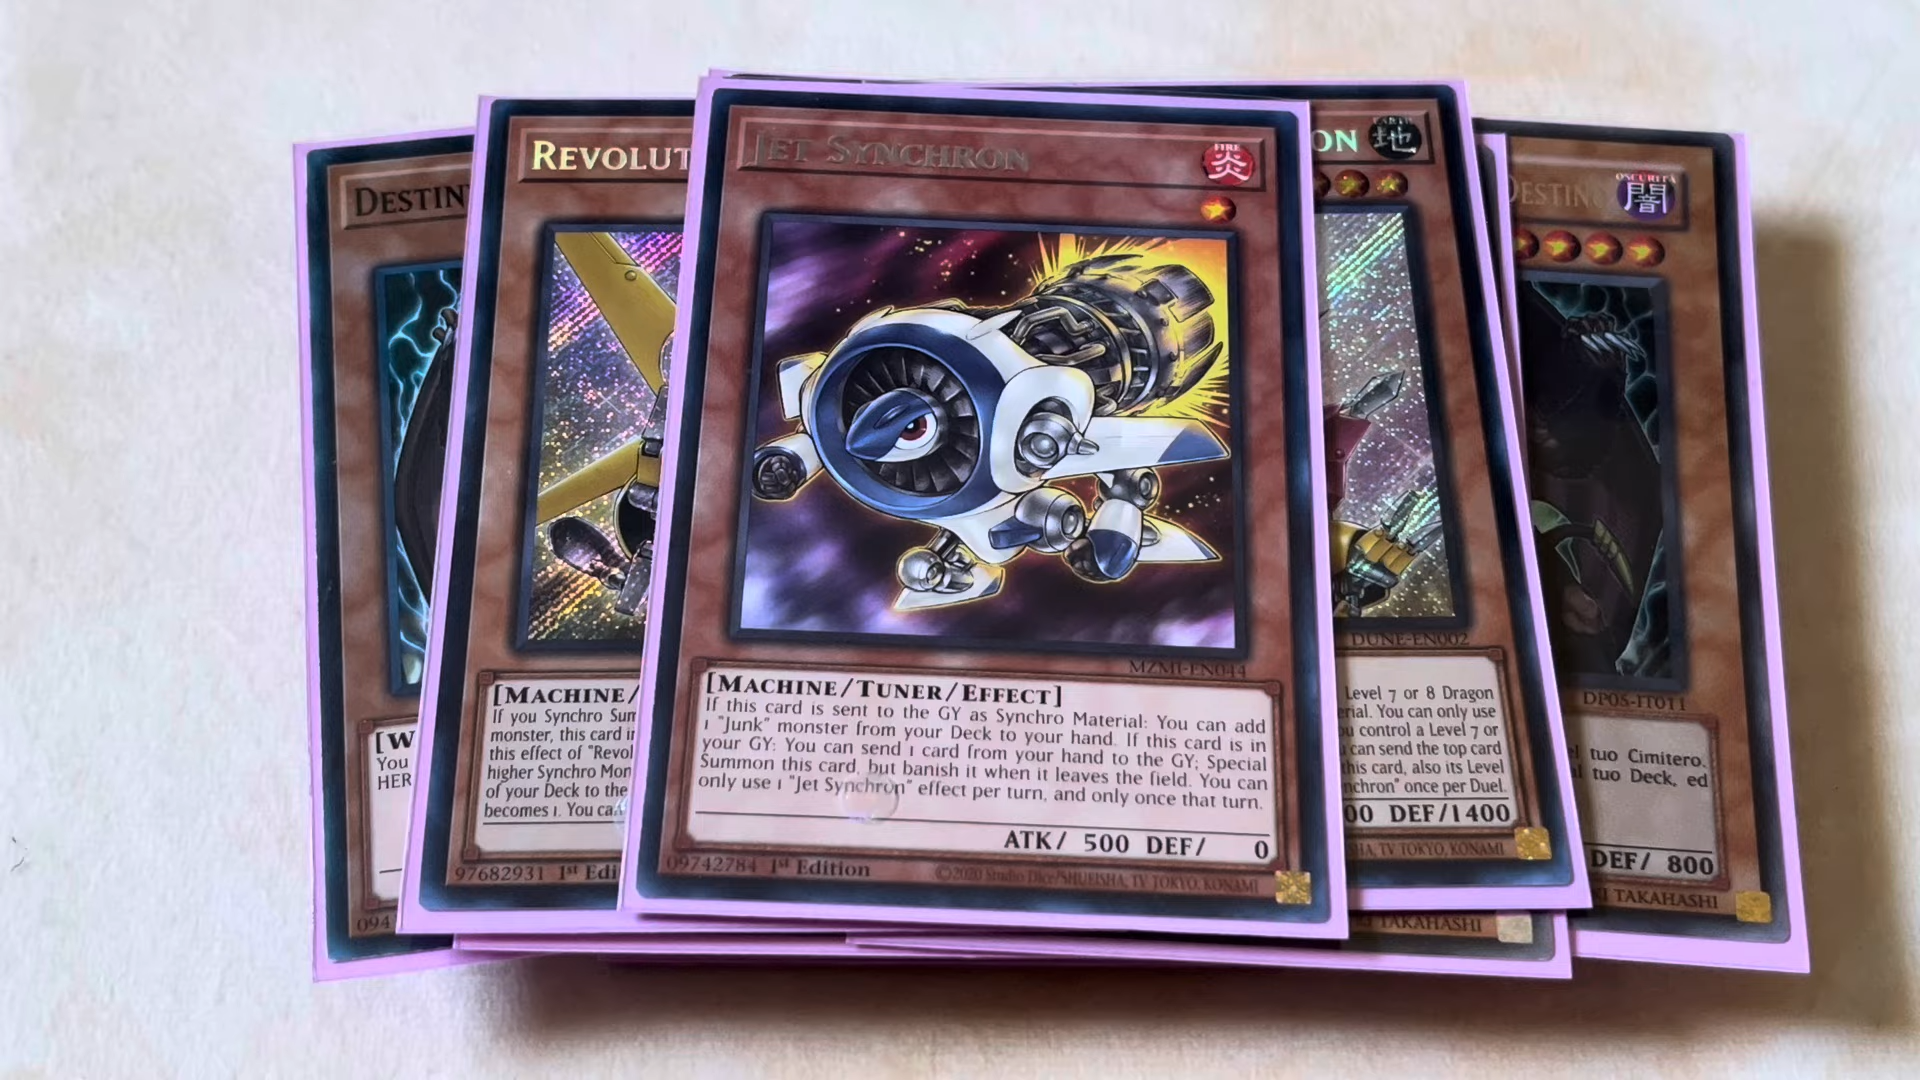 DESTIN
REVOLUT
JET SYNCHRON
FIRE
炎
ON
EARTH
地
DESTINO
OSCURITÀ
闇
MZMI-EN044
DUNE-EN002
DP05-IT011
[MACHINE/TUNER/EFFECT]
If this card is sent to the GY as Synchro Material: You can add
1 "Junk" monster from your Deck to your hand. If this card is in
your GY: You can send 1 card from your hand to the GY; Special
Summon this card, but banish it when it leaves the field. You can
only use 1 "Jet Synchron" effect per turn, and only once that turn.
ATK/ 500 DEF/ 0
09742784 1st Edition
©2020 Studio Dice/SHUEISHA, TV TOKYO, KONAMI
[MACHINE/
If you Synchro Sum
monster, this card i
this effect of "Revol
higher Synchro Mon
of your Deck to the
becomes 1. You ca
97682931 1st Edi
[W
You
HER
094
Level 7 or 8 Dragon
rial. You can only use
u control a Level 7 or
can send the top card
this card, also its Level
nchron" once per Duel.
00 DEF/1400
SHA, TV TOKYO, KONAMI
el tuo Cimitero.
al tuo Deck, ed
DEF/ 800
KI TAKAHASHI
TAKAHASHI